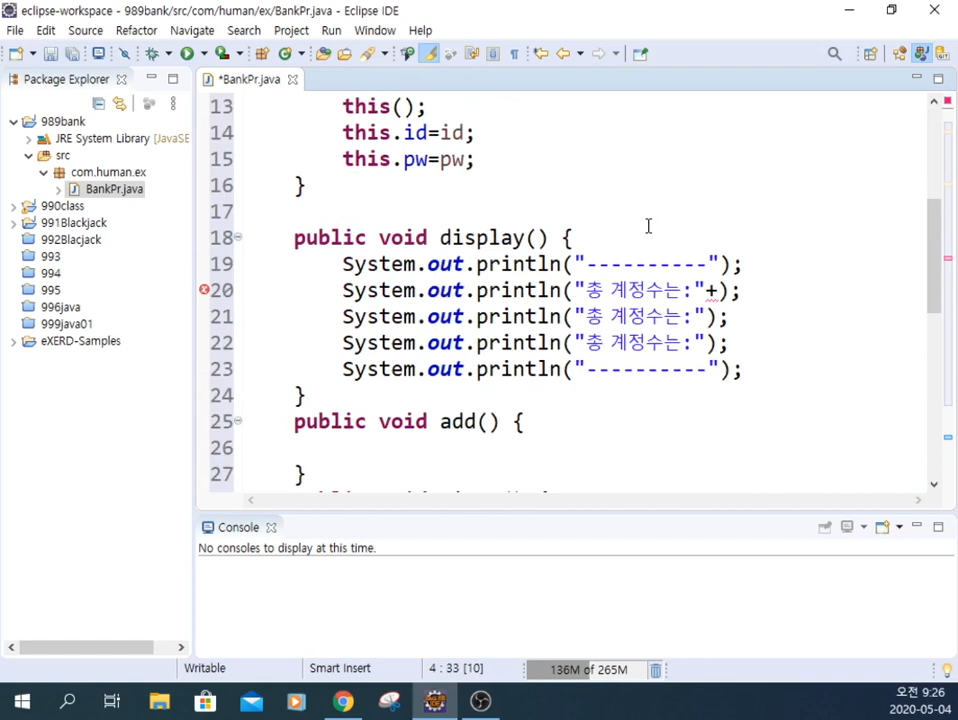 eclipse-workspace - 989bank/src/com/human/ex/BankPr.java - Eclipse IDE
File Edit Source Refactor Navigate Search Project Run Window Help
Package Explorer
*BankPr.java
989bank
JRE System Library [JavaSE
src
com.human.ex
BankPr.java
990class
991Blackjack
992Blacjack
993
994
995
996java
999java01
eXERD-Samples
13 this();
14 this.id=id;
15 this.pw=pw;
16 }
17
18 public void display() {
19 System.out.println("----------");
20 System.out.println("총 계정수는:"+);
21 System.out.println("총 계정수는:");
22 System.out.println("총 계정수는:");
23 System.out.println("----------");
24 }
25 public void add() {
26
27 }
Console
No consoles to display at this time.
Writable Smart Insert 4 : 33 [10] 136M of 265M
오전 9:26
2020-05-04